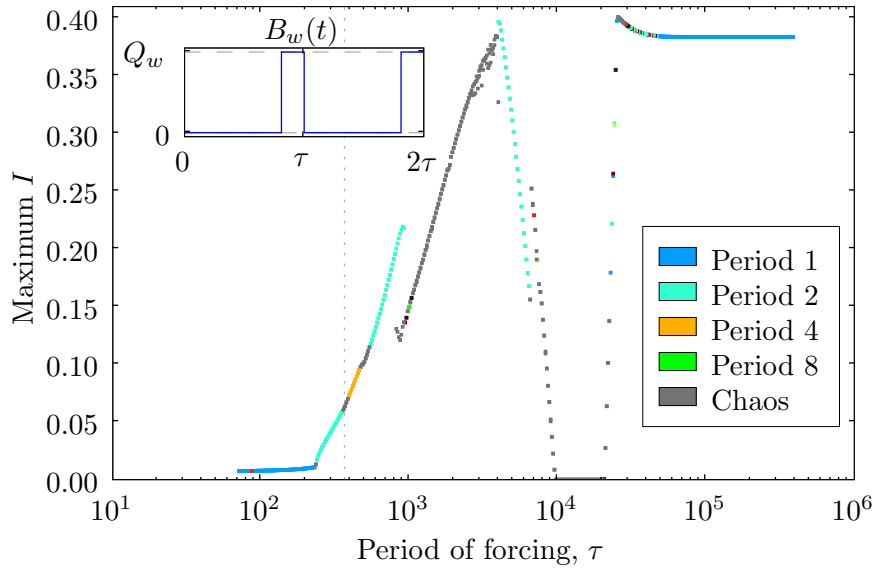 B_w(t)
Q_w
0
0 τ 2τ
Maximum I
0.40
0.35
0.30
0.25
0.20
0.15
0.10
0.05
0.00
Period 1
Period 2
Period 4
Period 8
Chaos
10^1 10^2 10^3 10^4 10^5 10^6
Period of forcing, τ